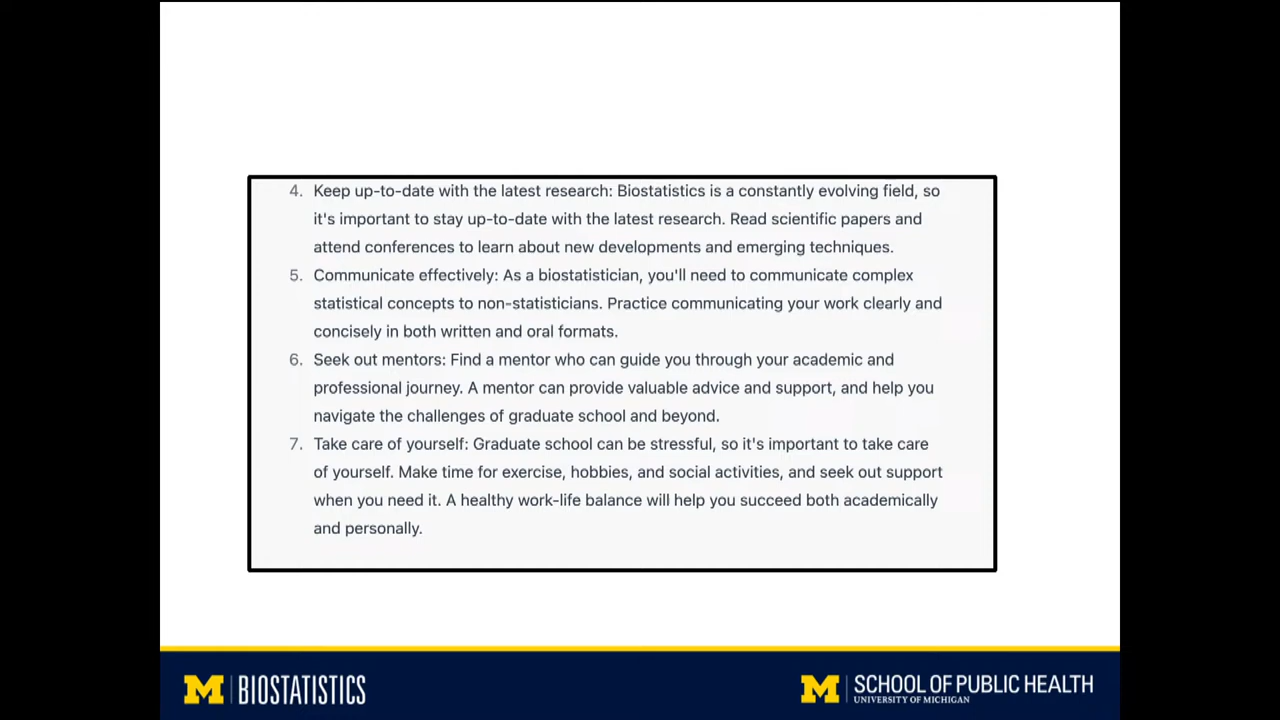 4. Keep up-to-date with the latest research: Biostatistics is a constantly evolving field, so
it's important to stay up-to-date with the latest research. Read scientific papers and
attend conferences to learn about new developments and emerging techniques.
5. Communicate effectively: As a biostatistician, you'll need to communicate complex
statistical concepts to non-statisticians. Practice communicating your work clearly and
concisely in both written and oral formats.
6. Seek out mentors: Find a mentor who can guide you through your academic and
professional journey. A mentor can provide valuable advice and support, and help you
navigate the challenges of graduate school and beyond.
7. Take care of yourself: Graduate school can be stressful, so it's important to take care
of yourself. Make time for exercise, hobbies, and social activities, and seek out support
when you need it. A healthy work-life balance will help you succeed both academically
and personally.
M BIOSTATISTICS
M SCHOOL OF PUBLIC HEALTH
UNIVERSITY OF MICHIGAN